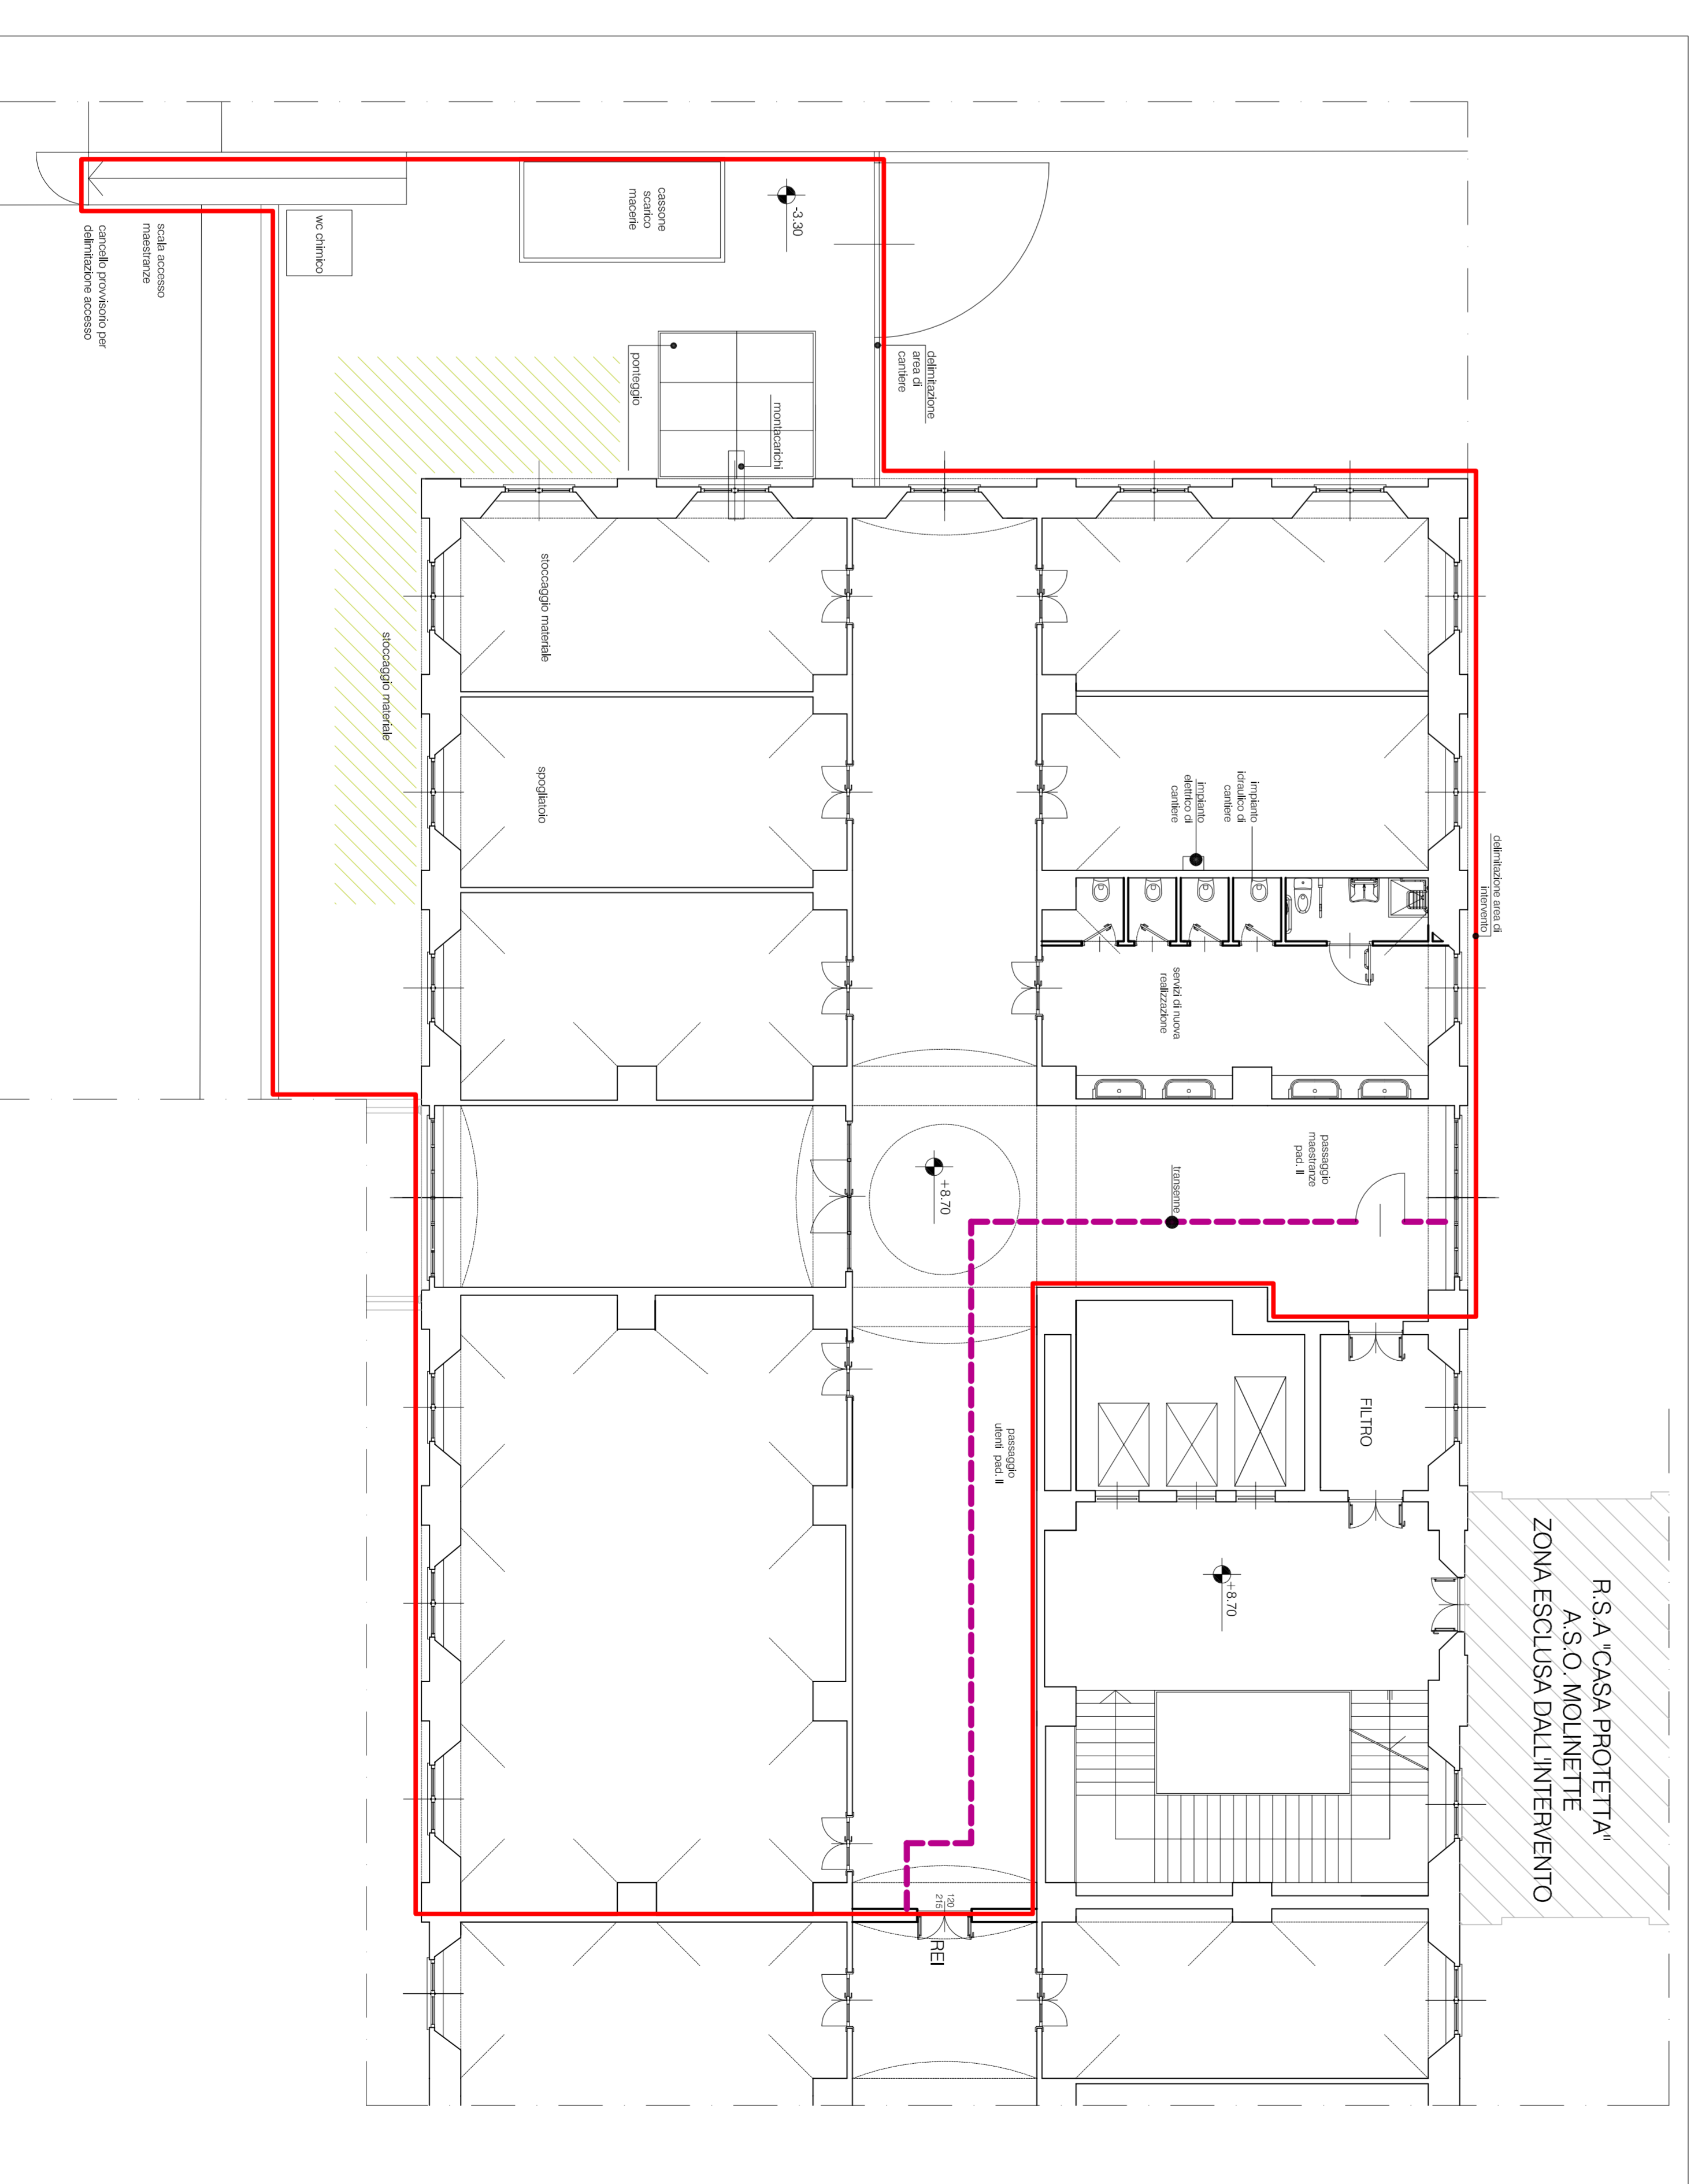 R.S.A "CASA PROTETTA"
A.S.O. MOLINETTE
ZONA ESCLUSA DALL'INTERVENTO
delimitazione area di
intervento
FILTRO
passaggio
maestranze
pad. II
impianto
idraulico di
cantiere
impianto
elettrico di
cantiere
servizi di nuova
realizzazione
transenne
+8.70
passaggio
utenti pad. II
+8.70
120
215
REI
delimitazione
area di
cantiere
-3.30
montacarichi
cassone
scarico
macerie
ponteggio
stoccaggio materiale
spogliatoio
stoccaggio materiale
wc chimico
scala accesso
maestranze
cancello provvisorio per
delimitazione accesso